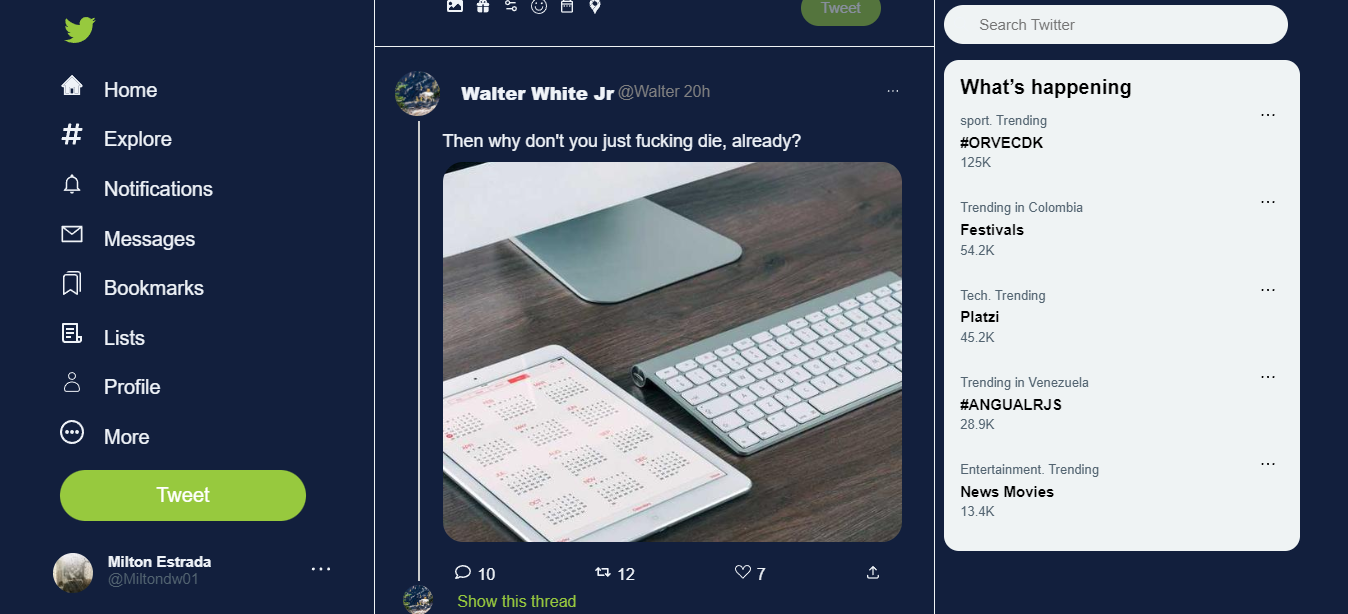 Home
Explore
Notifications
Messages
Bookmarks
Lists
Profile
More
Tweet
Milton Estrada
@Miltondw01
Tweet
Walter White Jr @Walter 20h
Then why don't you just fucking die, already?
10
12
7
Show this thread
Search Twitter
What’s happening
sport. Trending
#ORVECDK
125K
Trending in Colombia
Festivals
54.2K
Tech. Trending
Platzi
45.2K
Trending in Venezuela
#ANGUALRJS
28.9K
Entertainment. Trending
News Movies
13.4K